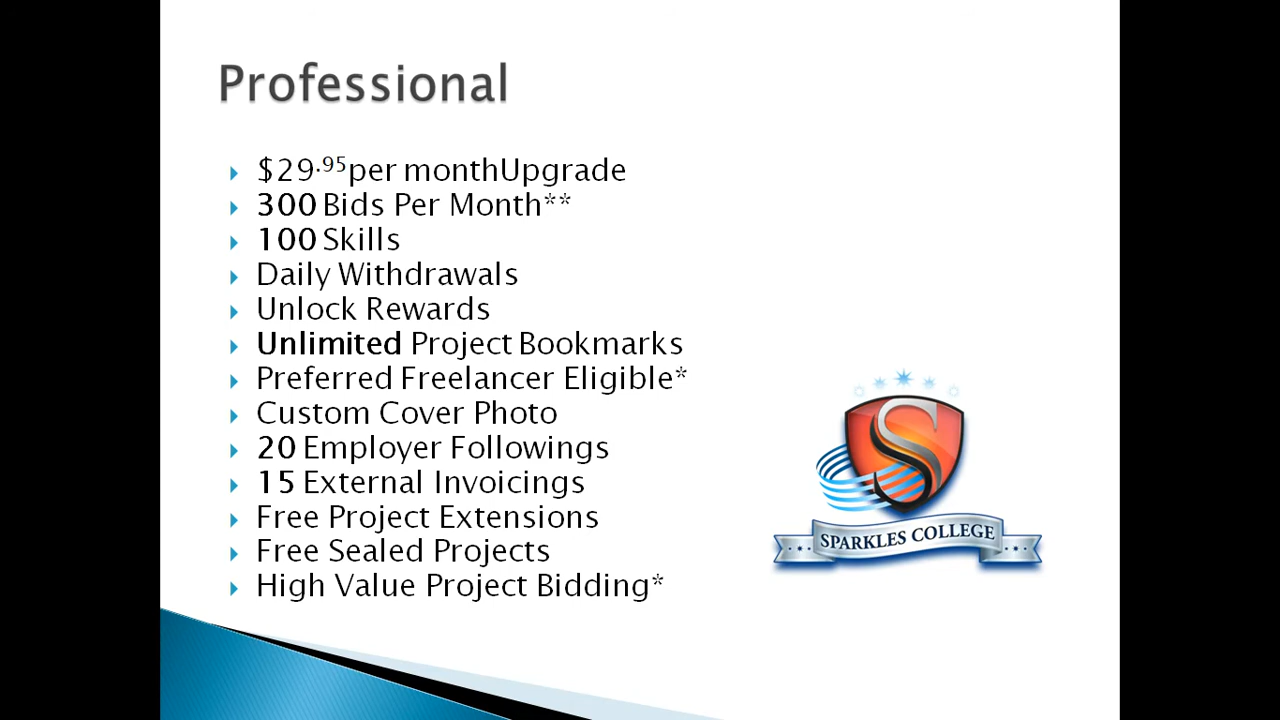 Professional
$29.95per monthUpgrade
300 Bids Per Month**
100 Skills
Daily Withdrawals
Unlock Rewards
Unlimited Project Bookmarks
Preferred Freelancer Eligible*
Custom Cover Photo
20 Employer Followings
15 External Invoicings
Free Project Extensions
Free Sealed Projects
High Value Project Bidding*
S
SPARKLES COLLEGE